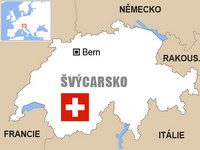 NĚMECKO
Bern
RAKOUS.
ŠVÝCARSKO
FRANCIE
ITÁLIE